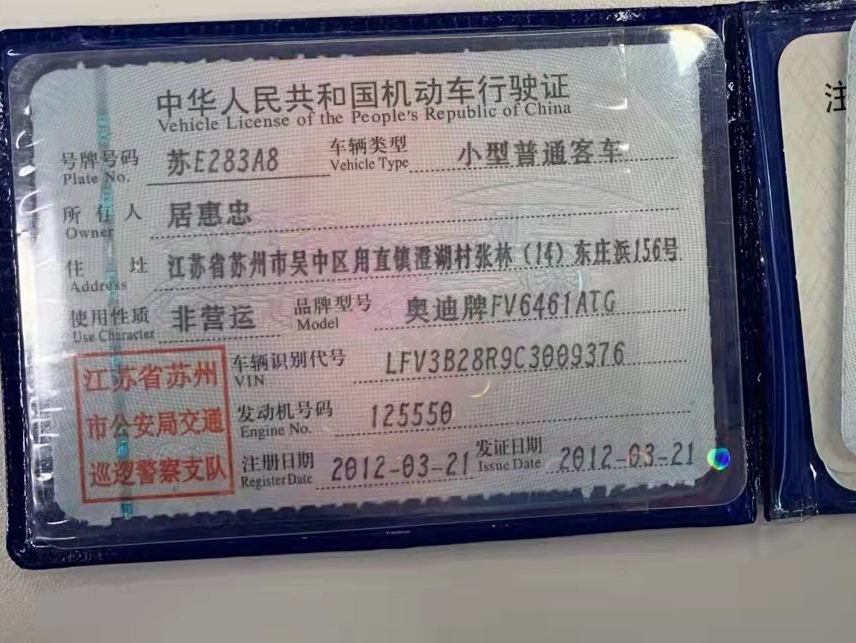 中华人民共和国机动车行驶证
Vehicle License of the People's Republic of China
号牌号码 苏E283A8 车辆类型 小型普通客车
Plate No. Vehicle Type
所有人 居惠忠
Owner
住址 江苏省苏州市吴中区甪直镇澄湖村张林（14）东庄浜156号
Address
使用性质 非营运 品牌型号 奥迪牌FV6461ATG
Use Character Model
车辆识别代号 LFV3B28R9C3009376
VIN
发动机号码 125550
Engine No.
注册日期 2012-03-21 发证日期 2012-03-21
Register Date Issue Date
江苏省苏州
市公安局交通
巡逻警察支队
注